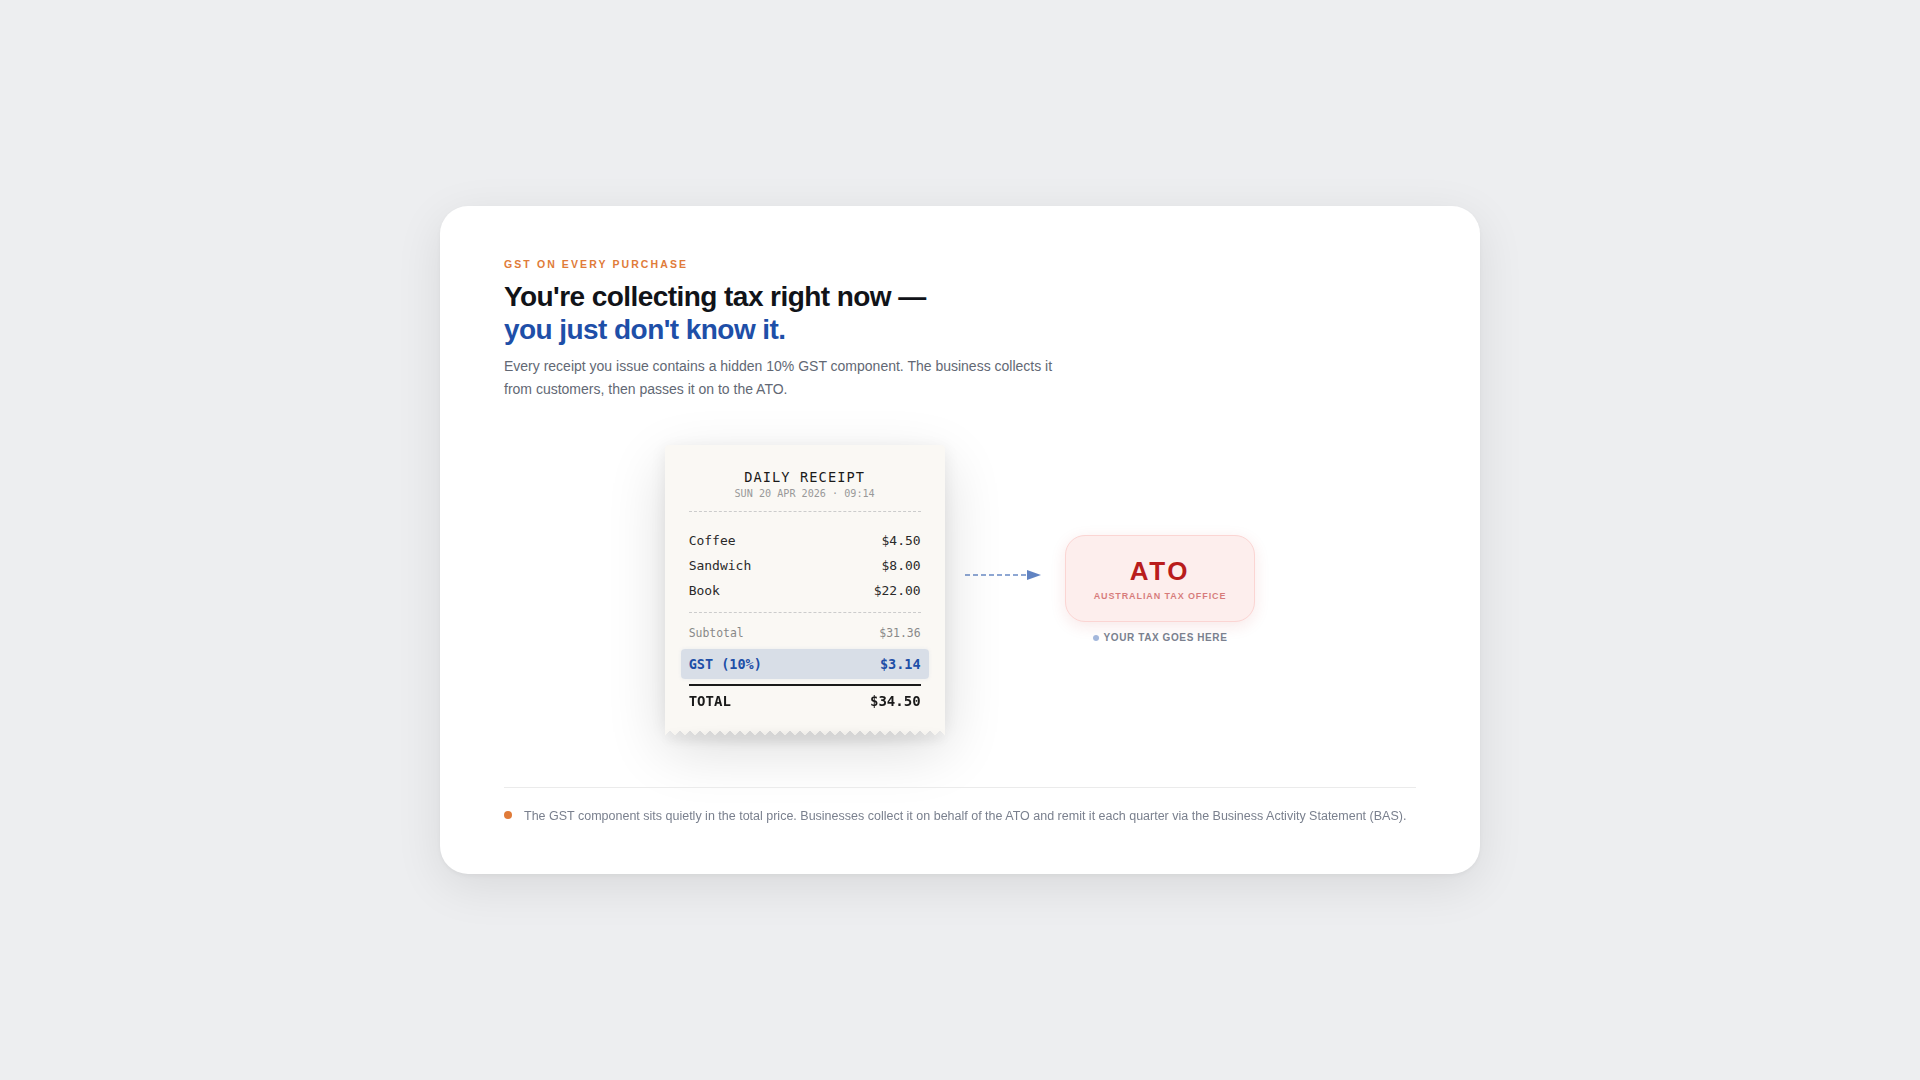 GST ON EVERY PURCHASE
You're collecting tax right now —
you just don't know it.
Every receipt you issue contains a hidden 10% GST component. The business collects it
from customers, then passes it on to the ATO.
DAILY RECEIPT
SUN 20 APR 2026 · 09:14
Coffee $4.50
Sandwich $8.00
Book $22.00
Subtotal $31.36
GST (10%) $3.14
TOTAL $34.50
ATO
AUSTRALIAN TAX OFFICE
YOUR TAX GOES HERE
The GST component sits quietly in the total price. Businesses collect it on behalf of the ATO and remit it each quarter via the Business Activity Statement (BAS).